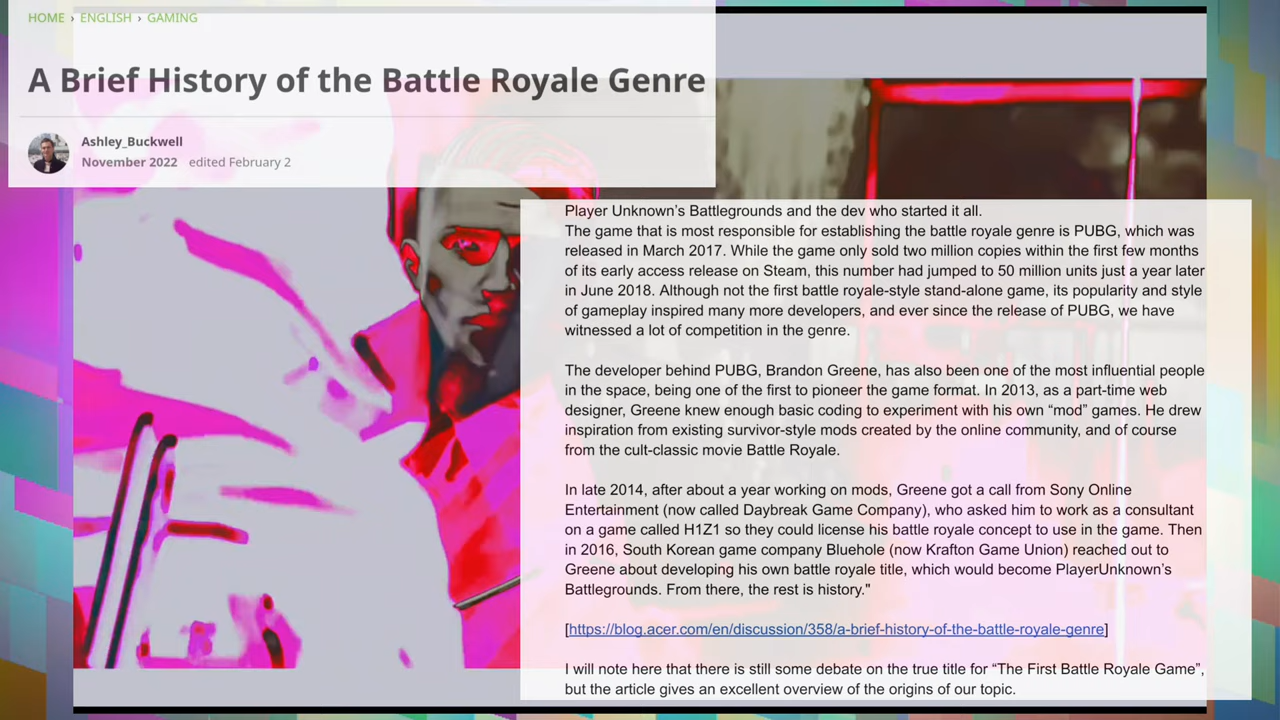 HOME › ENGLISH › GAMING
A Brief History of the Battle Royale Genre
Ashley_Buckwell
November 2022 edited February 2
Player Unknown's Battlegrounds and the dev who started it all.
The game that is most responsible for establishing the battle royale genre is PUBG, which was
released in March 2017. While the game only sold two million copies within the first few months
of its early access release on Steam, this number had jumped to 50 million units just a year later
in June 2018. Although not the first battle royale-style stand-alone game, its popularity and style
of gameplay inspired many more developers, and ever since the release of PUBG, we have
witnessed a lot of competition in the genre.
The developer behind PUBG, Brandon Greene, has also been one of the most influential people
in the space, being one of the first to pioneer the game format. In 2013, as a part-time web
designer, Greene knew enough basic coding to experiment with his own “mod” games. He drew
inspiration from existing survivor-style mods created by the online community, and of course
from the cult-classic movie Battle Royale.
In late 2014, after about a year working on mods, Greene got a call from Sony Online
Entertainment (now called Daybreak Game Company), who asked him to work as a consultant
on a game called H1Z1 so they could license his battle royale concept to use in the game. Then
in 2016, South Korean game company Bluehole (now Krafton Game Union) reached out to
Greene about developing his own battle royale title, which would become PlayerUnknown's
Battlegrounds. From there, the rest is history."
[https://blog.acer.com/en/discussion/358/a-brief-history-of-the-battle-royale-genre]
I will note here that there is still some debate on the true title for “The First Battle Royale Game”,
but the article gives an excellent overview of the origins of our topic.